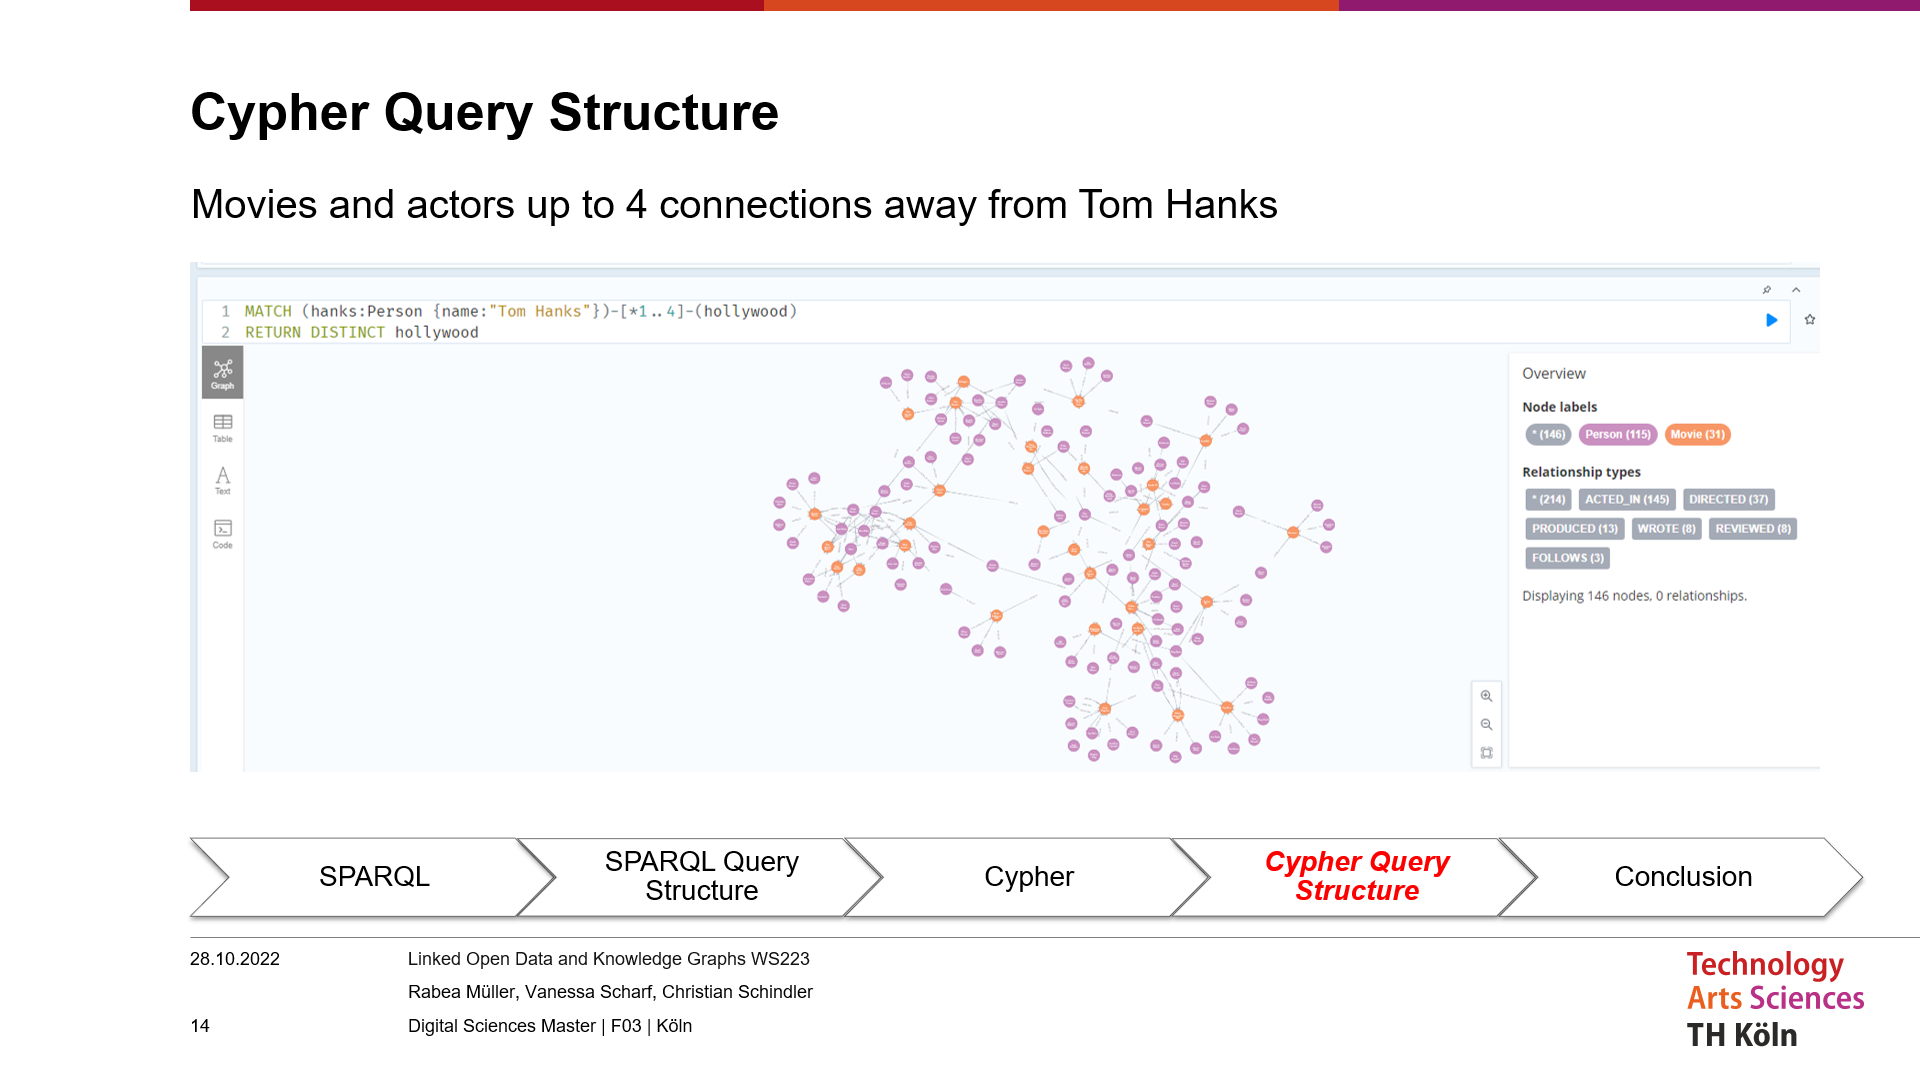 Cypher Query Structure
Movies and actors up to 4 connections away from Tom Hanks
1 MATCH (hanks:Person {name:"Tom Hanks"})-[*1..4]-(hollywood)
2 RETURN DISTINCT hollywood
Graph
Table
Text
Code
Overview
Node labels
* (146) Person (115) Movie (31)
Relationship types
* (214) ACTED_IN (145) DIRECTED (37)
PRODUCED (13) WROTE (8) REVIEWED (8)
FOLLOWS (3)
Displaying 146 nodes, 0 relationships.
SPARQL
SPARQL Query
Structure
Cypher
Cypher Query
Structure
Conclusion
28.10.2022
Linked Open Data and Knowledge Graphs WS223
Rabea Müller, Vanessa Scharf, Christian Schindler
14
Digital Sciences Master | F03 | Köln
Technology
Arts Sciences
TH Köln